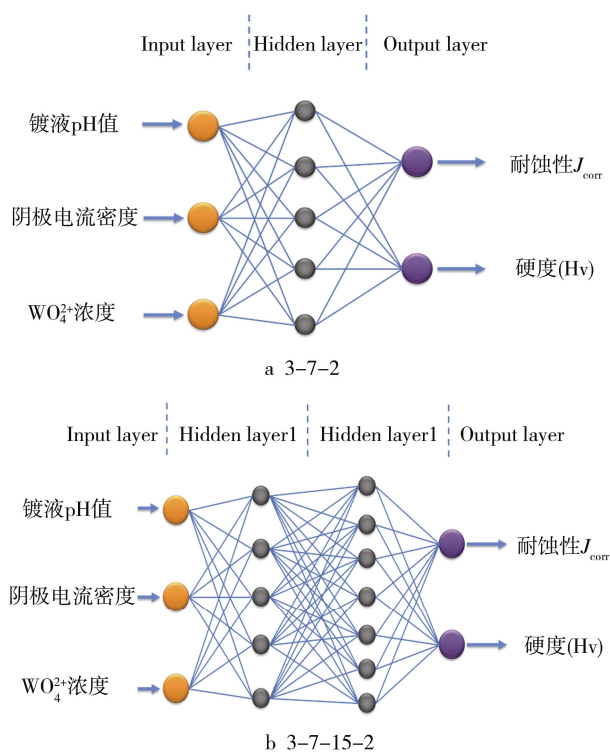 Input layer Hidden layer Output layer
镀液pH值
耐蚀性Jcorr
阴极电流密度
硬度(Hv)
WO₄²⁺浓度
a 3–7–2
Input layer Hidden layer1 Hidden layer1 Output layer
镀液pH值
耐蚀性Jcorr
阴极电流密度
硬度(Hv)
WO₄²⁺浓度
b 3–7–15–2